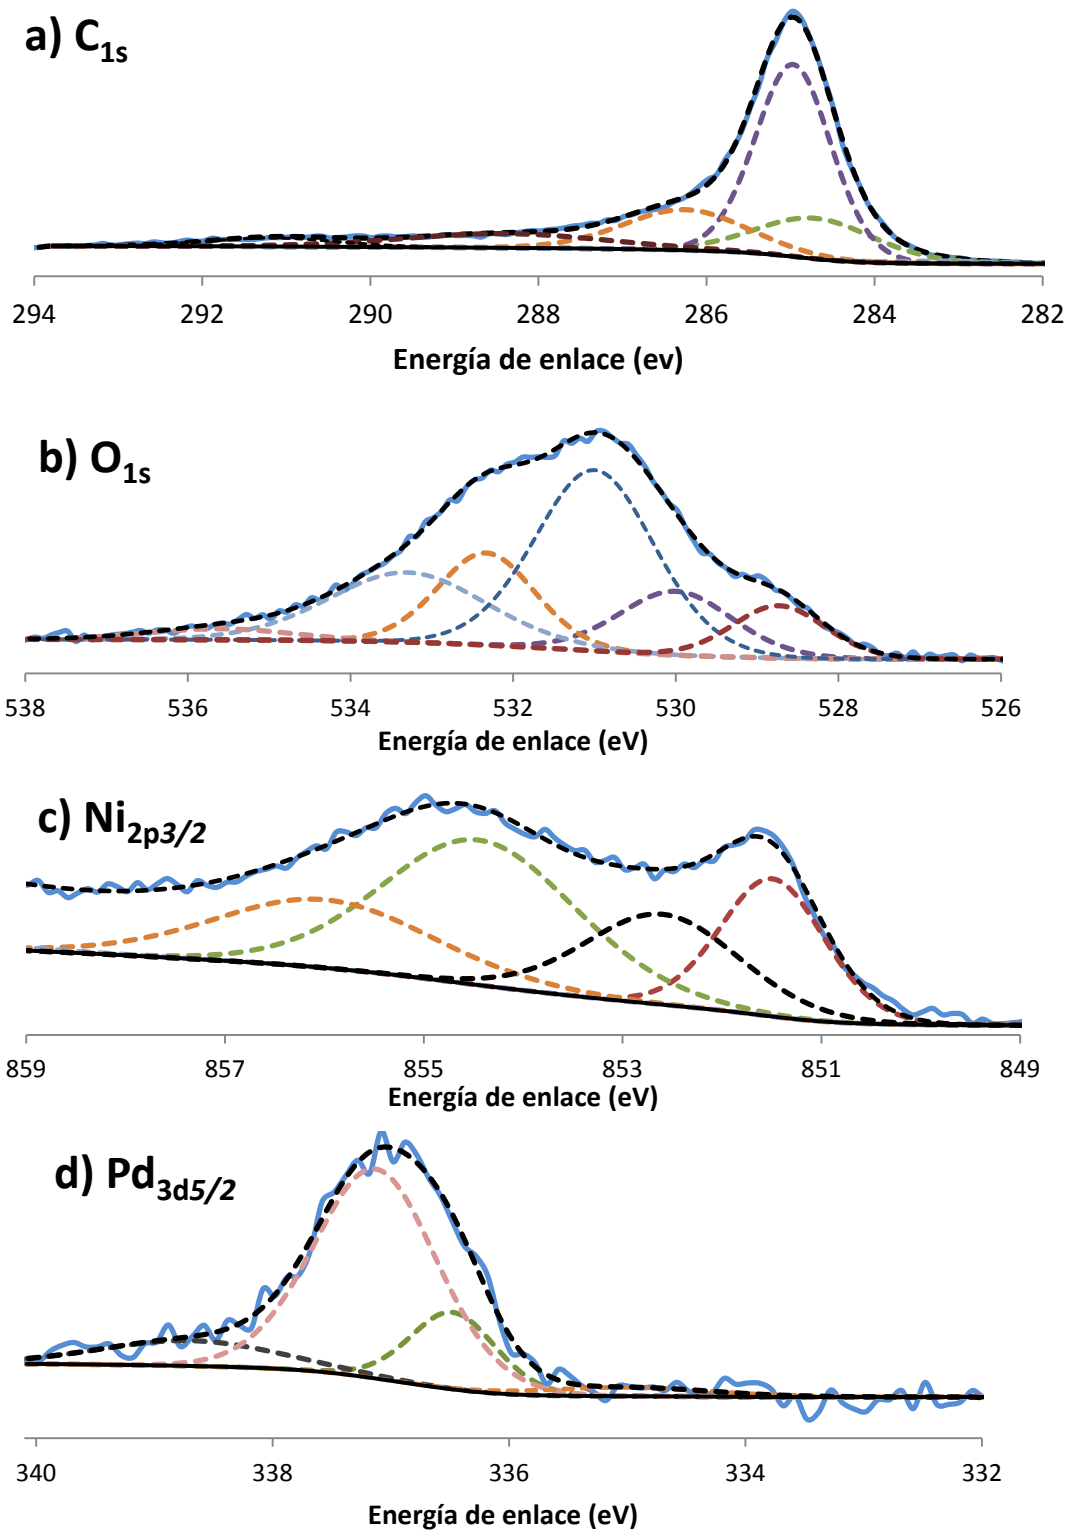 a) C1s
294 292 290 288 286 284 282
Energía de enlace (ev)
b) O1s
538 536 534 532 530 528 526
Energía de enlace (eV)
c) Ni2p3/2
859 857 855 853 851 849
Energía de enlace (eV)
d) Pd3d5/2
340 338 336 334 332
Energía de enlace (eV)